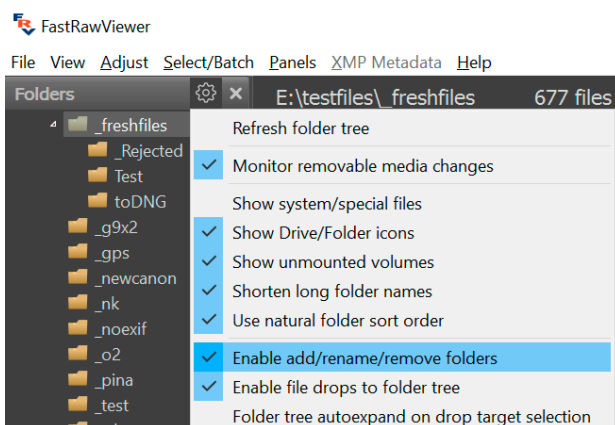 FastRawViewer
File View Adjust Select/Batch Panels XMP Metadata Help
Folders E:\testfiles\_freshfiles 677 files
_freshfiles
_Rejected
Test
toDNG
_g9x2
_gps
_newcanon
_nk
_noexif
_o2
_pina
_test
Refresh folder tree
Monitor removable media changes
Show system/special files
Show Drive/Folder icons
Show unmounted volumes
Shorten long folder names
Use natural folder sort order
Enable add/rename/remove folders
Enable file drops to folder tree
Folder tree autoexpand on drop target selection